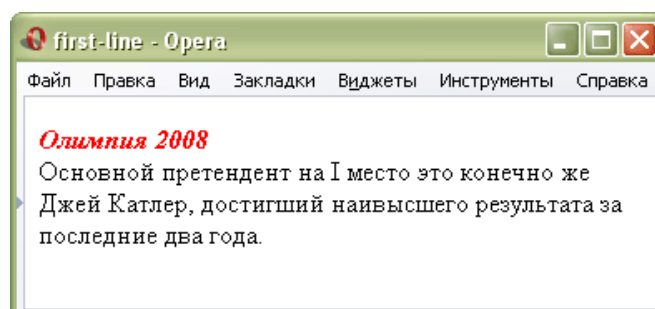 first-line - Opera
Файл Правка Вид Закладки Виджеты Инструменты Справка
Олимпия 2008
Основной претендент на I место это конечно же
Джей Катлер, достигший наивысшего результата за
последние два года.